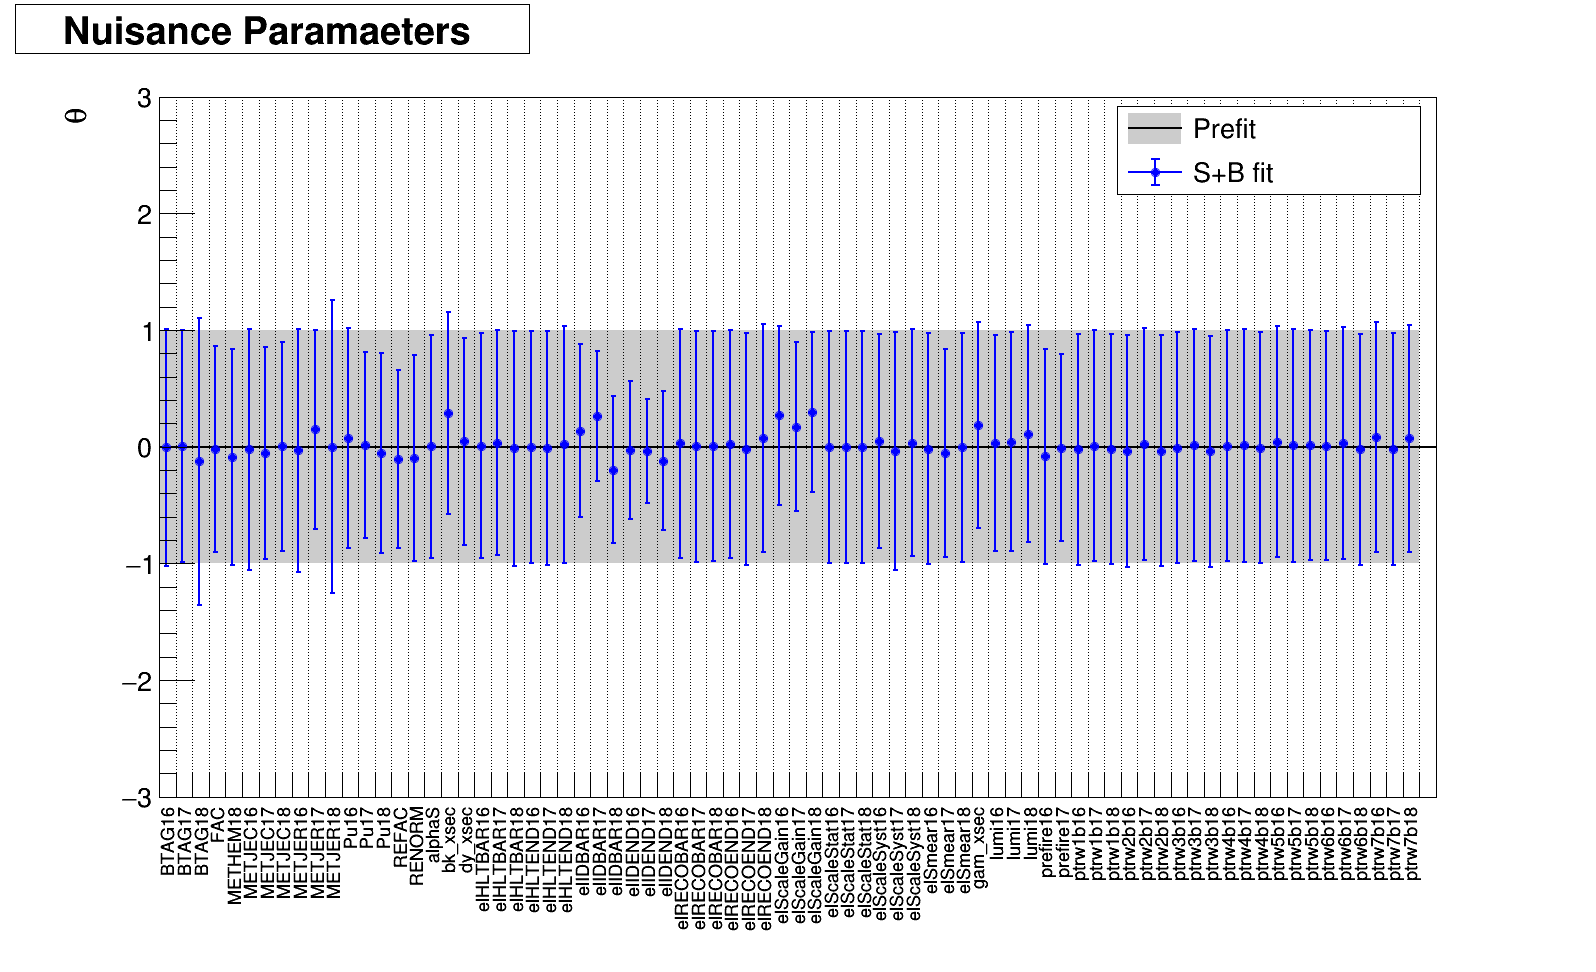 Nuisance Paramaeters
θ
3
2
1
0
−1
−2
−3
Prefit
S+B fit
BTAG16
BTAG17
BTAG18
FAC
METHEM18
METJEC16
METJEC17
METJEC18
METJER16
METJER17
METJER18
Pu16
Pu17
Pu18
REFAC
RENORM
alphaS
bk_xsec
dy_xsec
elHLTBAR16
elHLTBAR17
elHLTBAR18
elHLTEND16
elHLTEND17
elHLTEND18
elIDBAR16
elIDBAR17
elIDBAR18
elIDEND16
elIDEND17
elIDEND18
elRECOBAR16
elRECOBAR17
elRECOBAR18
elRECOEND16
elRECOEND17
elRECOEND18
elScaleGain16
elScaleGain17
elScaleGain18
elScaleStat16
elScaleStat17
elScaleStat18
elScaleSyst16
elScaleSyst17
elScaleSyst18
elSmear16
elSmear17
elSmear18
gam_xsec
lumi16
lumi17
lumi18
prefire16
prefire17
ptrw1b16
ptrw1b17
ptrw1b18
ptrw2b16
ptrw2b17
ptrw2b18
ptrw3b16
ptrw3b17
ptrw3b18
ptrw4b16
ptrw4b17
ptrw4b18
ptrw5b16
ptrw5b17
ptrw5b18
ptrw6b16
ptrw6b17
ptrw6b18
ptrw7b16
ptrw7b17
ptrw7b18